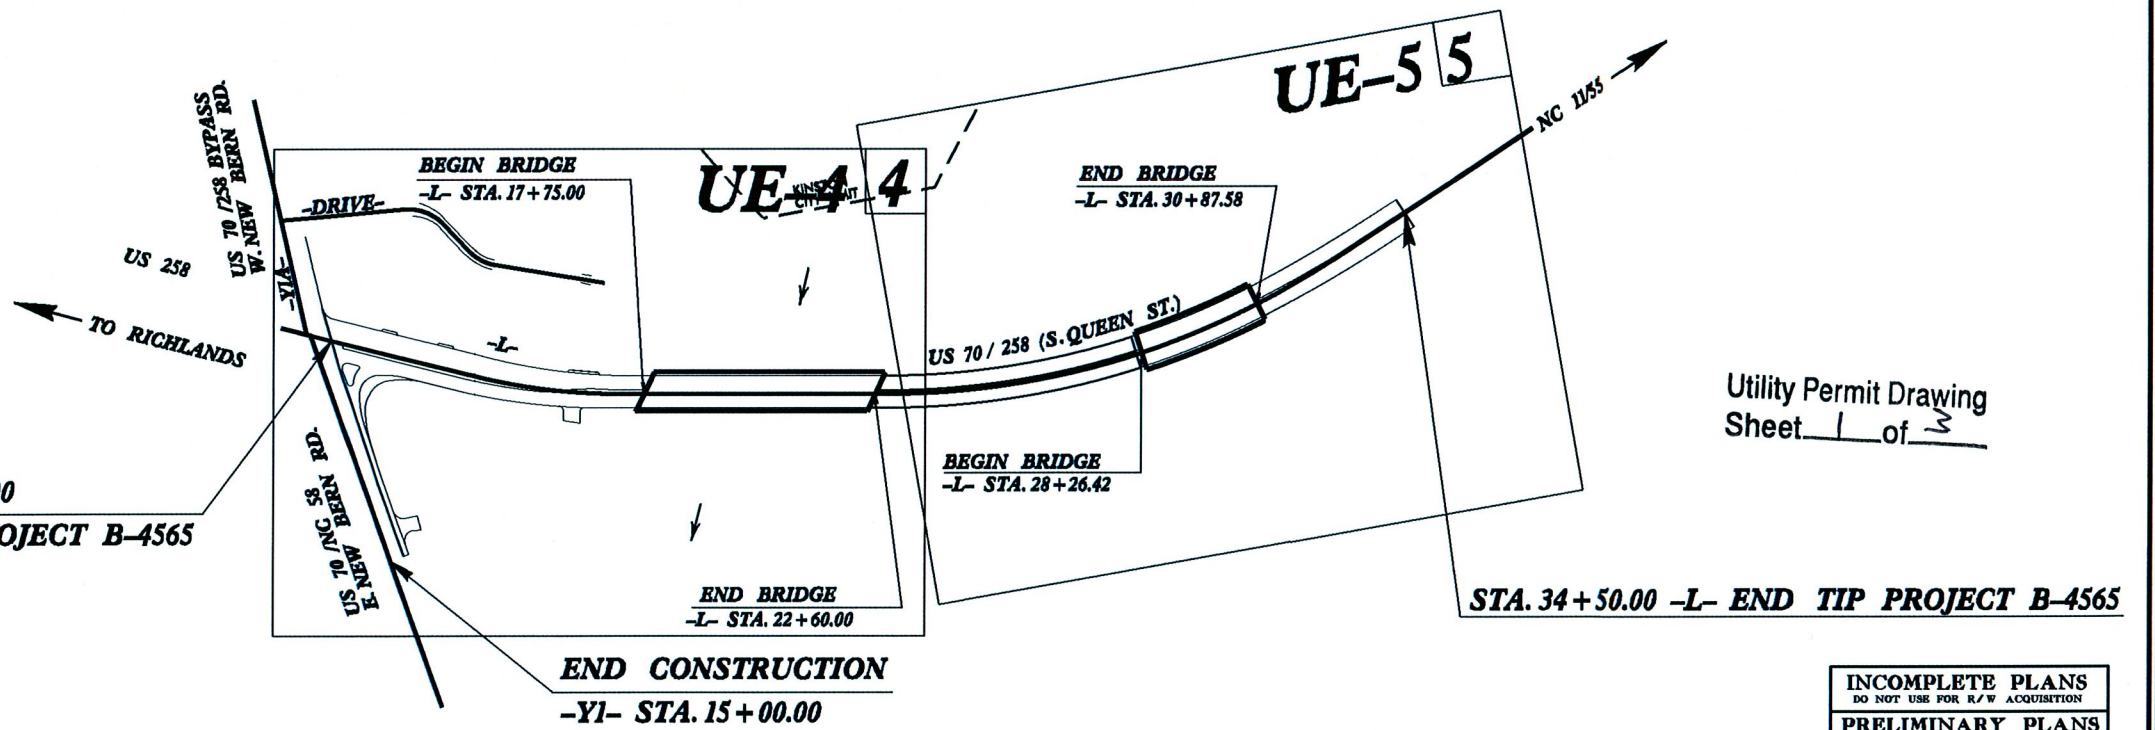 UE-5 5
NC 11/55
US 70 /258 BYPASS
W. NEW BERN RD.
BEGIN BRIDGE
-L- STA. 17+75.00
UE-4 4
END BRIDGE
-L- STA. 30+87.58
-DRIVE-
US 258
-Y1A-
TO RICHLANDS
-L-
US 70 / 258 (S. QUEEN ST.)
Utility Permit Drawing
Sheet 1 of
BEGIN BRIDGE
-L- STA. 28+26.42
OJECT B-4565
US 70 /NC 58
E. NEW BERN RD.
END BRIDGE
-L- STA. 22+60.00
STA. 34+50.00 -L- END TIP PROJECT B-4565
END CONSTRUCTION
-Y1- STA. 15+00.00
INCOMPLETE PLANS
DO NOT USE FOR R/W ACQUISITION
PRELIMINARY PLANS